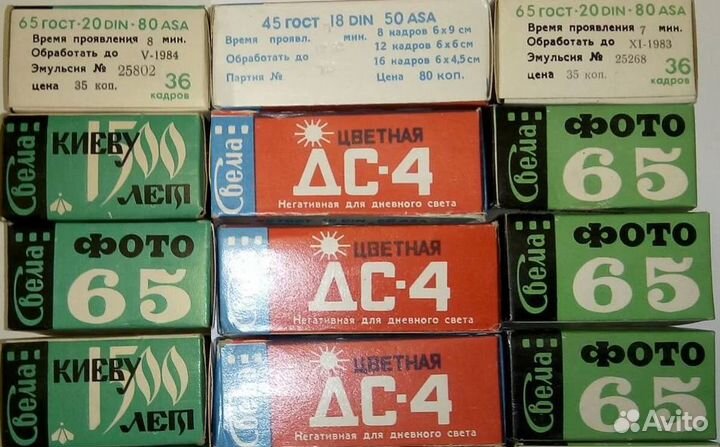 65 ГОСТ·20 DIN·80 ASA
Время проявления 8 мин.
Обработать до V-1984
Эмульсия № 25802
цена 35 коп.
36
кадров
45 ГОСТ 18 DIN 50 ASA
Время проявл. мин.
Обработать до
Партия №
8 кадров 6х9 см
12 кадров 6х6 см
16 кадров 6х4,5 см
Цена 80 коп.
65 ГОСТ·20 DIN·80 ASA
Время проявления 7 мин.
Обработать до XI-1983
Эмульсия № 25268
цена 35 коп.
36
кадров
Свема
КИЕВУ
1500
ЛЕТ
Свема
ЦВЕТНАЯ
ДС-4
Негативная для дневного света
Свема
ФОТО
65
Свема
ФОТО
65
ГОСТ DIN 50 ASA
ЦВЕТНАЯ
ДС-4
Негативная для дневного света
Свема
ФОТО
65
Свема
КИЕВУ
1500
ЛЕТ
Свема
ЦВЕТНАЯ
ДС-4
Негативная для дневного света
Свема
ФОТО
65
Avito